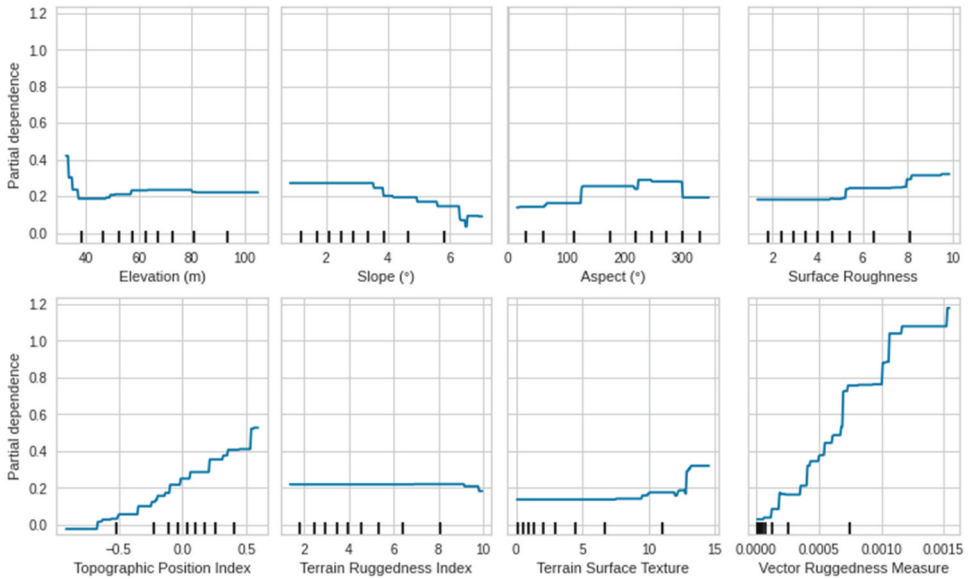 1.2
1.0
0.8
0.6
0.4
0.2
0.0
Partial dependence
40 60 80 100
Elevation (m)
2 4 6
Slope (°)
0 100 200 300
Aspect (°)
2 4 6 8 10
Surface Roughness
1.2
1.0
0.8
0.6
0.4
0.2
0.0
Partial dependence
−0.5 0.0 0.5
Topographic Position Index
2 4 6 8 10
Terrain Ruggedness Index
0 5 10 15
Terrain Surface Texture
0.0000 0.0005 0.0010 0.0015
Vector Ruggedness Measure